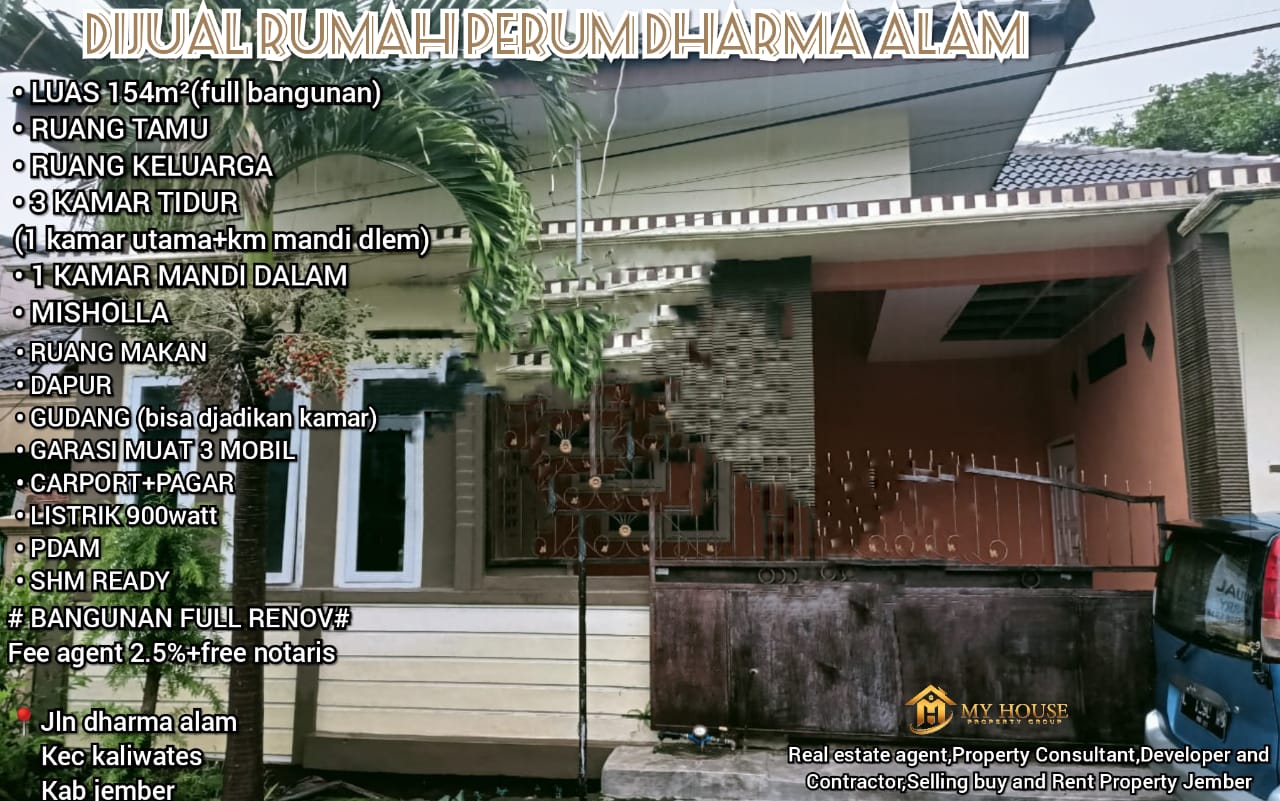 DIJUAL RUMAH PERUM DHARMA ALAM
• LUAS 154m²(full bangunan)
• RUANG TAMU
• RUANG KELUARGA
• 3 KAMAR TIDUR
(1 kamar utama+km mandi dlem)
• 1 KAMAR MANDI DALAM
• MISHOLLA
• RUANG MAKAN
• DAPUR
• GUDANG (bisa djadikan kamar)
• GARASI MUAT 3 MOBIL
• CARPORT+PAGAR
• LISTRIK 900watt
• PDAM
• SHM READY
# BANGUNAN FULL RENOV#
Fee agent 2.5%+free notaris
📍 Jln dharma alam
Kec kaliwates
Kab jember
MY HOUSE
PROPERTY GROUP
Real estate agent,Property Consultant,Developer and
Contractor,Selling buy and Rent Property Jember